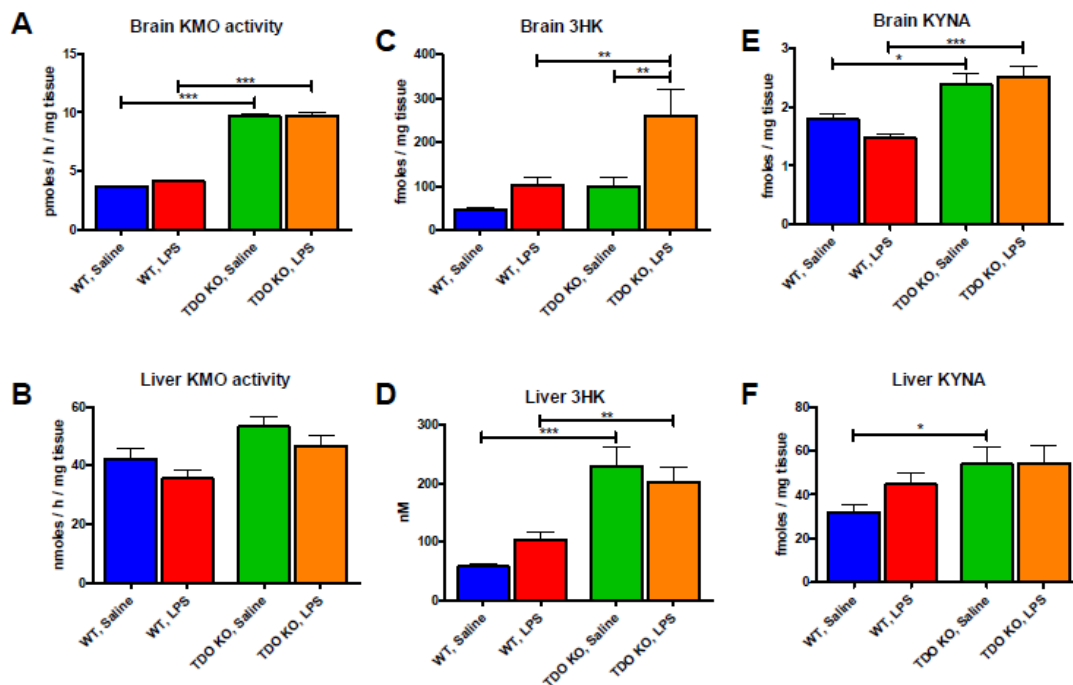 A
Brain KMO activity
pmoles / h / mg tissue
15
10
5
0
***
***
WT, Saline
WT, LPS
TDO KO, Saline
TDO KO, LPS
C
Brain 3HK
fmoles / mg tissue
400
300
200
100
0
**
**
WT, Saline
WT, LPS
TDO KO, Saline
TDO KO, LPS
E
Brain KYNA
fmoles / mg tissue
3
2
1
0
***
*
WT, Saline
WT, LPS
TDO KO, Saline
TDO KO, LPS
B
Liver KMO activity
nmoles / h / mg tissue
60
40
20
0
WT, Saline
WT, LPS
TDO KO, Saline
TDO KO, LPS
D
Liver 3HK
nM
300
200
100
0
**
***
WT, Saline
WT, LPS
TDO KO, Saline
TDO KO, LPS
F
Liver KYNA
fmoles / mg tissue
80
60
40
20
0
*
WT, Saline
WT, LPS
TDO KO, Saline
TDO KO, LPS